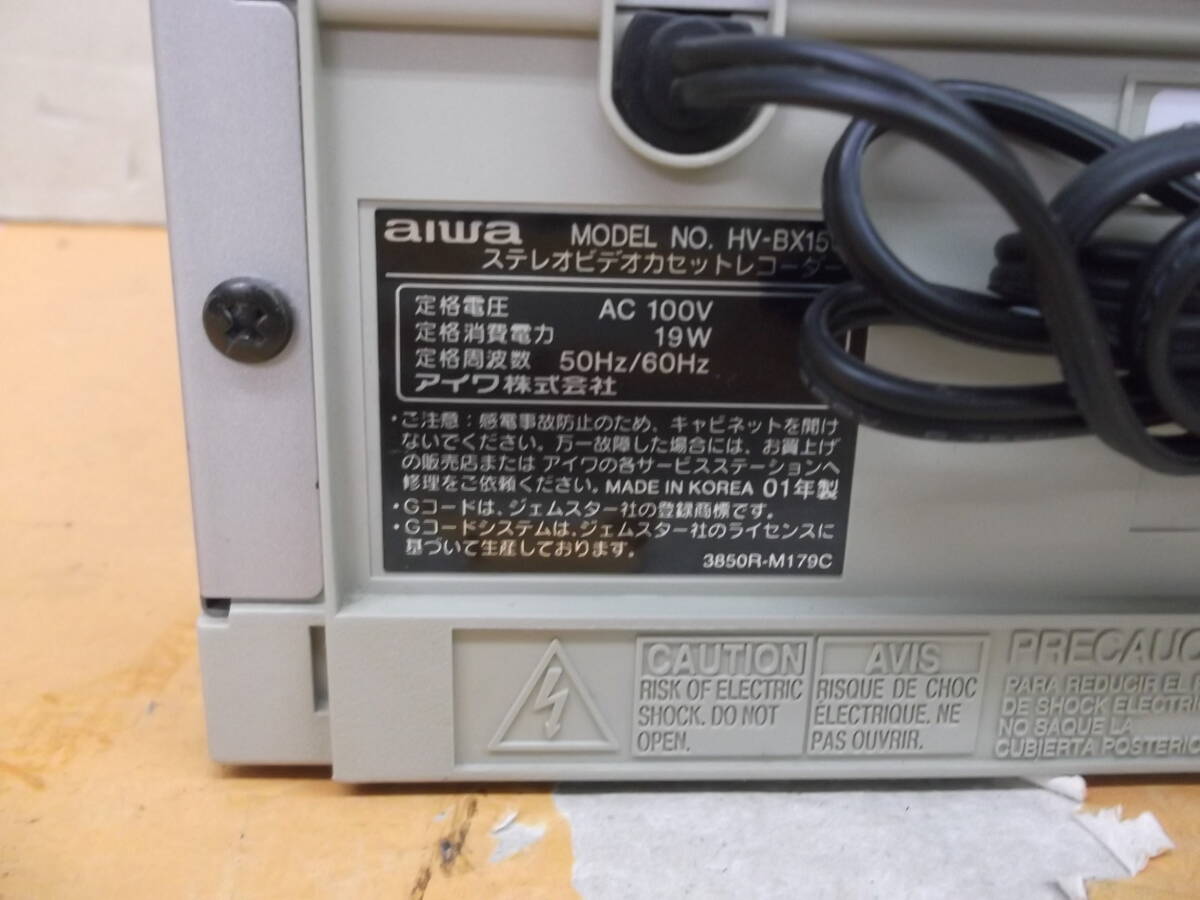 aiwa MODEL NO. HV-BX15
ステレオビデオカセットレコーダー
定格電圧 AC 100V
定格消費電力 19W
定格周波数 50Hz/60Hz
アイワ株式会社
・ご注意：感電事故防止のため、キャビネットを開け
ないでください。万一故障した場合には、お買上げ
の販売店または アイワの各サービスステーションへ
修理をご依頼ください。MADE IN KOREA 01年製
・Gコードは、ジェムスター社の登録商標です。
・Gコードシステムは、ジェムスター社のライセンスに
基づいて生産しております。
3850R-M179C
CAUTION
RISK OF ELECTRIC
SHOCK. DO NOT
OPEN.
AVIS
RISQUE DE CHOC
ÉLECTRIQUE. NE
PAS OUVRIR.
PRECAUC
PARA REDUCIR EL
DE SHOCK ELECTRI
NO SAQUE LA
CUBIERTA POSTERIC